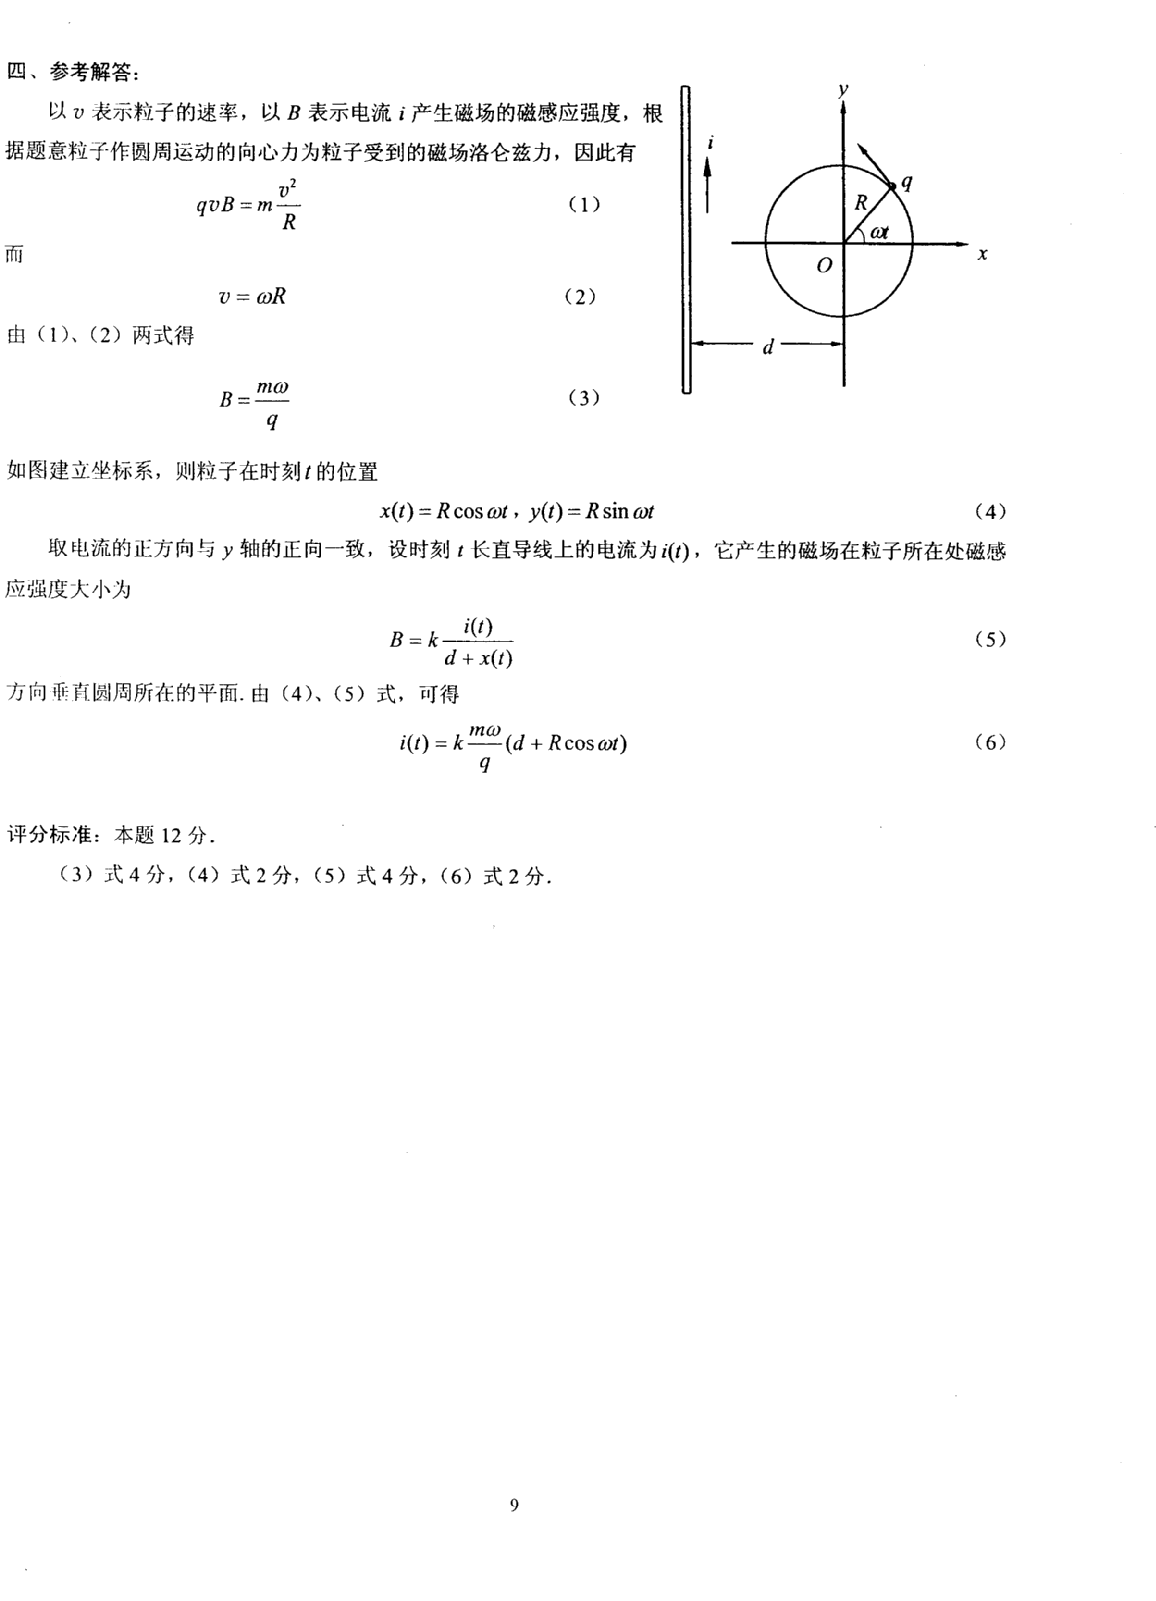 四、参考解答：
以 v 表示粒子的速率，以 B 表示电流 i 产生磁场的磁感应强度，根
据题意粒子作圆周运动的向心力为粒子受到的磁场洛仑兹力，因此有
qvB = m v²/R （1）
而
v = ωR （2）
由（1）、（2）两式得
B = mω/q （3）
y
i
q
R
ωt
O
x
d
如图建立坐标系，则粒子在时刻 t 的位置
x(t) = R cos ωt，y(t) = R sin ωt （4）
取电流的正方向与 y 轴的正向一致，设时刻 t 长直导线上的电流为 i(t)，它产生的磁场在粒子所在处磁感
应强度大小为
B = k i(t)/(d + x(t)) （5）
方向垂直圆周所在的平面. 由（4）、（5）式，可得
i(t) = k mω/q (d + R cos ωt) （6）
评分标准：本题 12 分.
（3）式 4 分，（4）式 2 分，（5）式 4 分，（6）式 2 分.
9